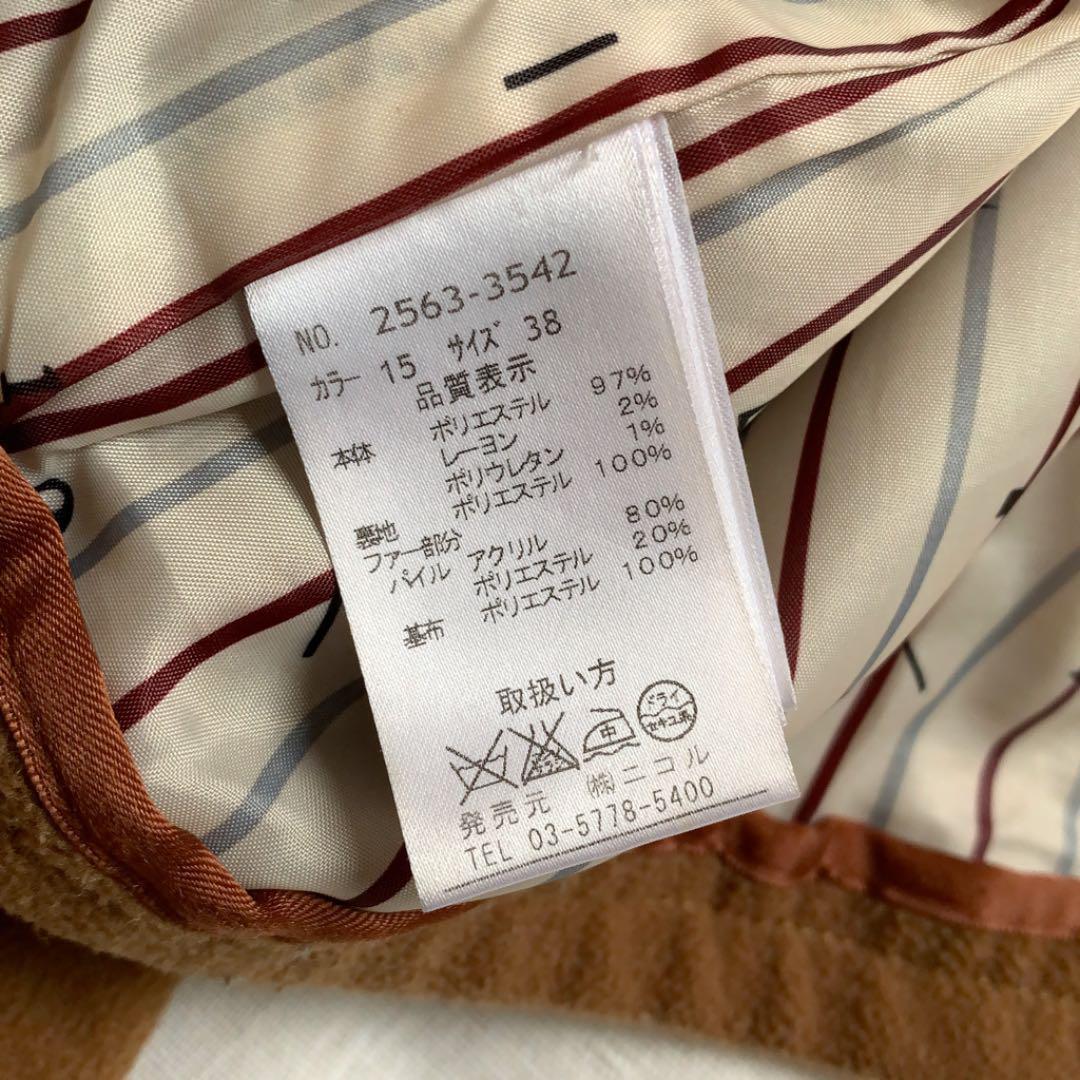 NO. 2563-3542
カラー 15 サイズ 38
品質表示
本体 ポリエステル 97%
レーヨン 2%
ポリウレタン 1%
裏地 ポリエステル 100%
ファー部分
パイル アクリル 80%
ポリエステル 20%
基布 ポリエステル 100%
取扱い方
中 ドライ
セキユ系
発売元 ㈱ニコル
TEL 03-5778-5400